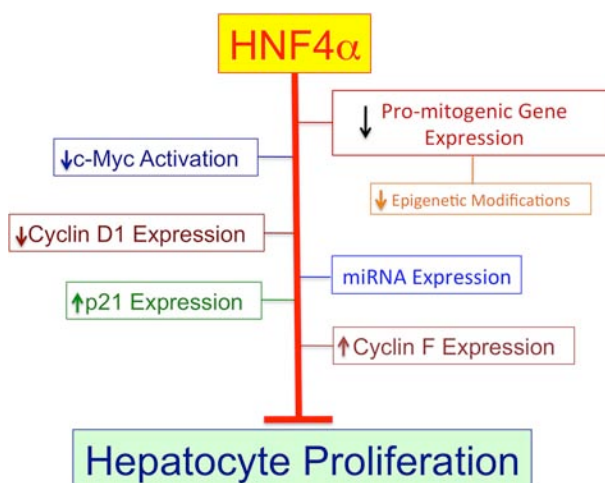 HNF4α
↓ Pro-mitogenic Gene
Expression
↓c-Myc Activation
↓ Epigenetic Modifications
↓Cyclin D1 Expression
miRNA Expression
↑p21 Expression
↑Cyclin F Expression
Hepatocyte Proliferation